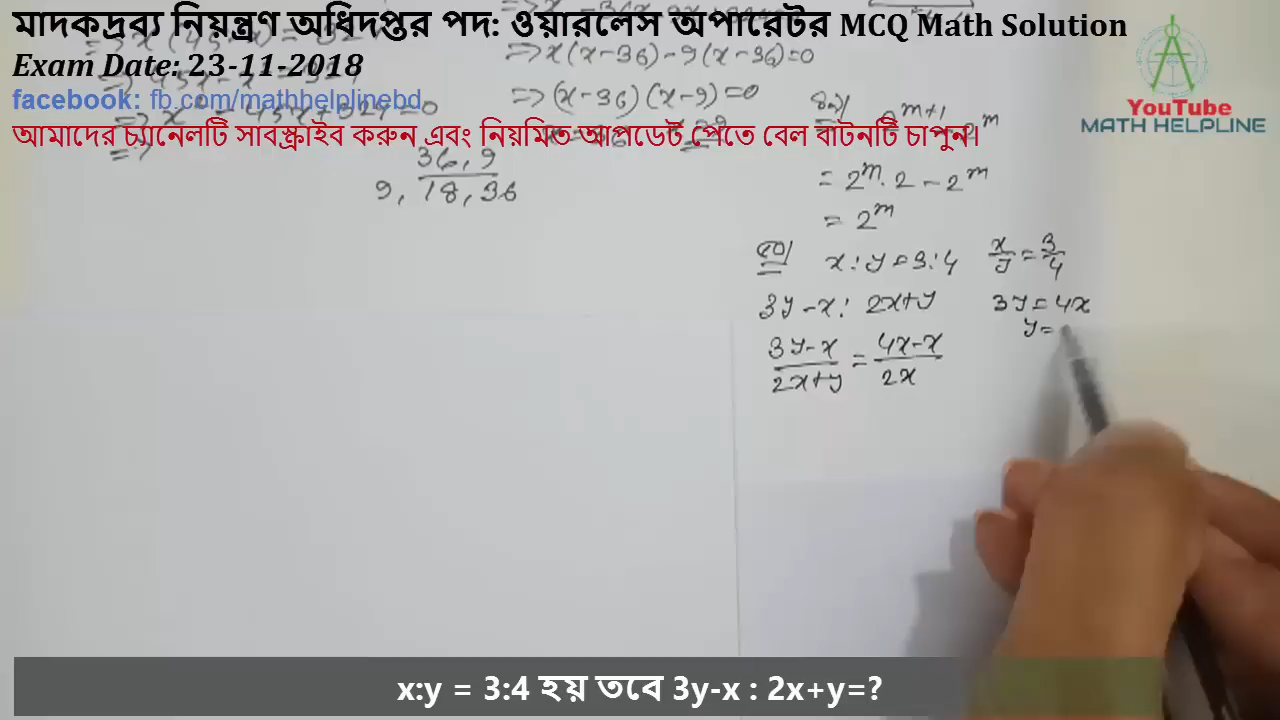 মাদকদ্রব্য নিয়ন্ত্রণ অধিদপ্তর পদ: ওয়ারলেস অপারেটর MCQ Math Solution
Exam Date: 23-11-2018
facebook: fb.com/mathhelplinebd
আমাদের চ্যানেলটি সাবস্ক্রাইব করুন এবং নিয়মিত আপডেট পেতে বেল বাটনটি চাপুন।
YouTube
MATH HELPLINE
=> x(x-36)-9(x-36)=0
=> (x-36)(x-9)=0
36, 9
9, 18, 36
= 2^m. 2 - 2^m
= 2^m
৫০/ x:y = 3:4 x/y = 3/4
3y-x : 2x+y 3y = 4x
y =
(3y-x)/(2x+y) = (4x-x)/(2x)
x:y = 3:4 হয় তবে 3y-x : 2x+y=?